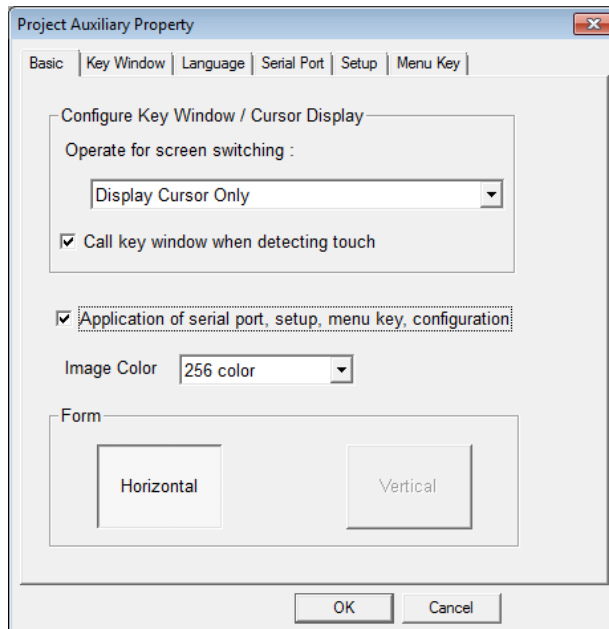 Project Auxiliary Property
Basic Key Window Language Serial Port Setup Menu Key
Configure Key Window / Cursor Display
Operate for screen switching :
Display Cursor Only
Call key window when detecting touch
Application of serial port, setup, menu key, configuration
Image Color 256 color
Form
Horizontal Vertical
OK Cancel